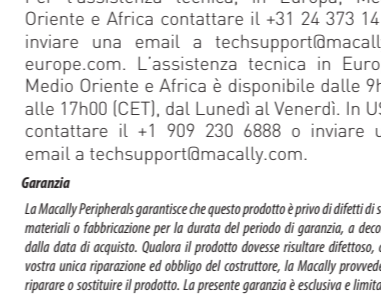 Per l'assistenza tecnica, in Europa, Me
Oriente e Africa contattare il +31 24 373 14
inviare una email a techsupport@macall
europe.com. L'assistenza tecnica in Euro
Medio Oriente e Africa è disponibile dalle 9h
alle 17h00 (CET), dal Lunedì al Venerdì. In US
contattare il +1 909 230 6888 o inviare u
email a techsupport@macally.com.
Garanzia
La Macally Peripherals garantisce che questo prodotto è privo di difetti di s
materiali o fabbricazione per la durata del periodo di garanzia, a deco
dalla data di acquisto. Qualora il prodotto dovesse risultare difettoso,
vostra unica riparazione ed obbligo del costruttore, la Macally provvede
riparare o sostituire il prodotto. La presente garanzia è esclusiva e limita